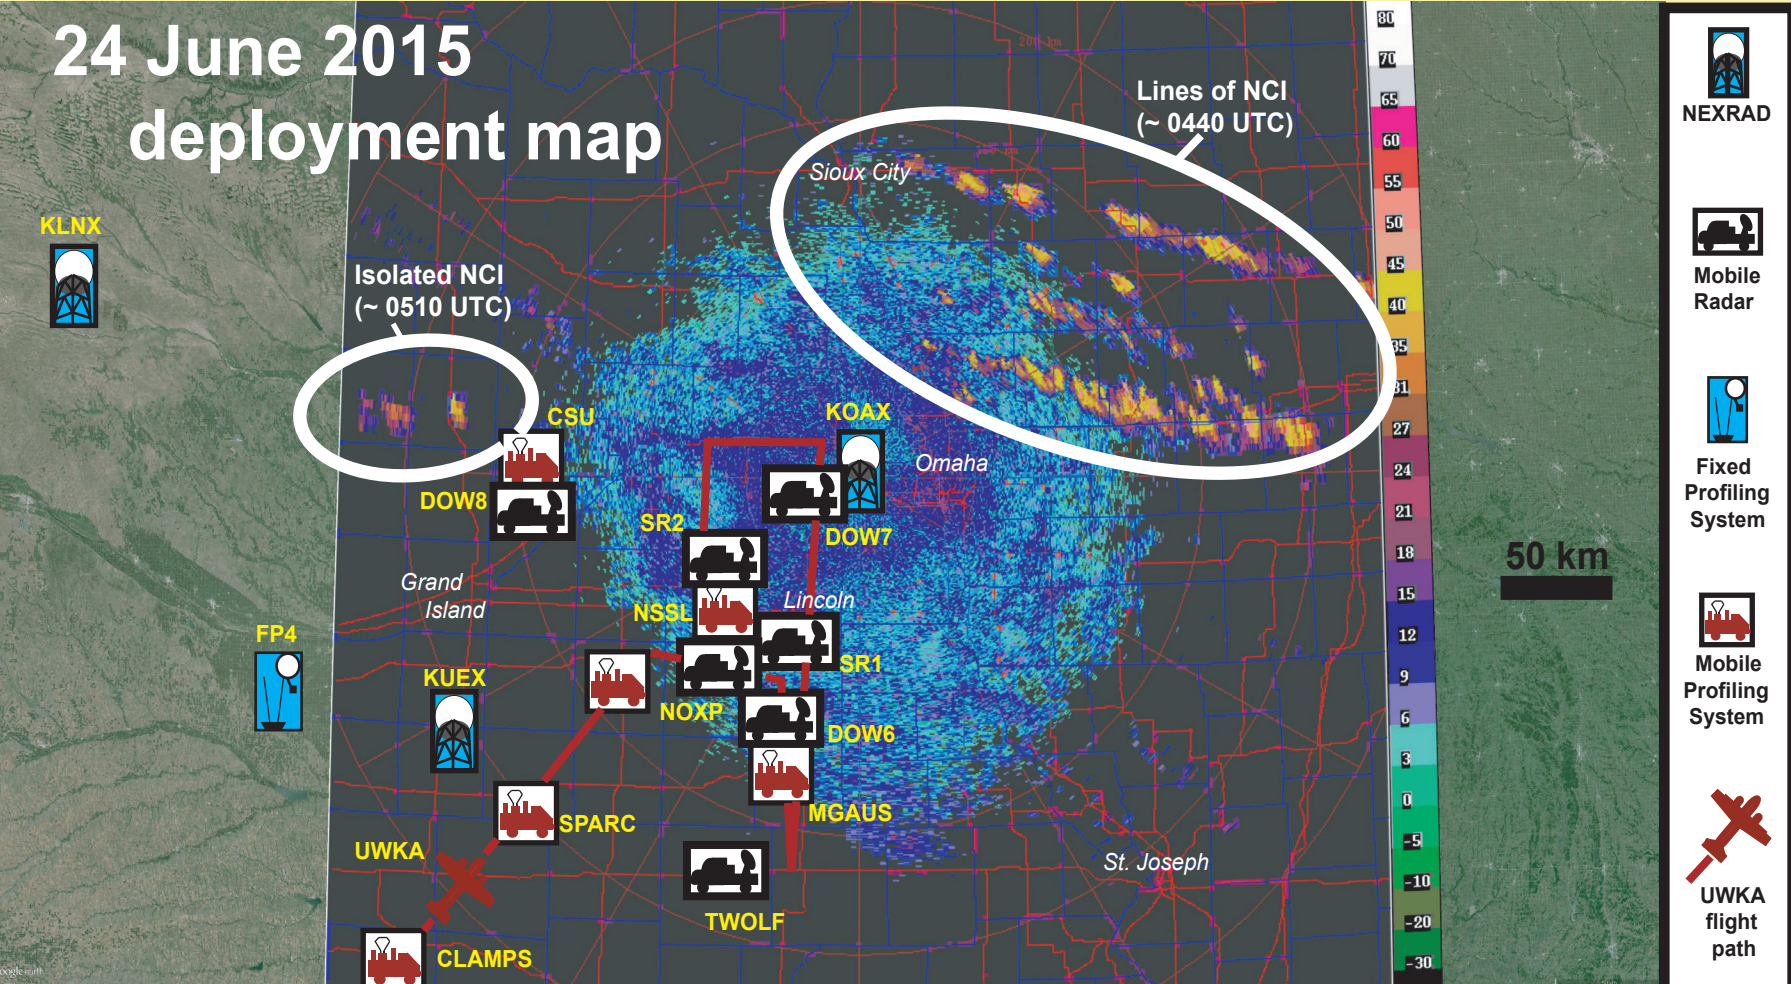 24 June 2015
deployment map
Lines of NCI
(~ 0440 UTC)
Sioux City
KLNX
Isolated NCI
(~ 0510 UTC)
CSU
KOAX
Omaha
DOW8
SR2
DOW7
Grand
Island
NSSL
Lincoln
FP4
SR1
KUEX
NOXP
DOW6
MGAUS
SPARC
UWKA
St. Joseph
TWOLF
CLAMPS
50 km
80
70
65
60
55
50
45
40
35
31
27
24
21
18
15
12
9
6
3
0
-5
-10
-20
-30
NEXRAD
Mobile
Radar
Fixed
Profiling
System
Mobile
Profiling
System
UWKA
flight
path